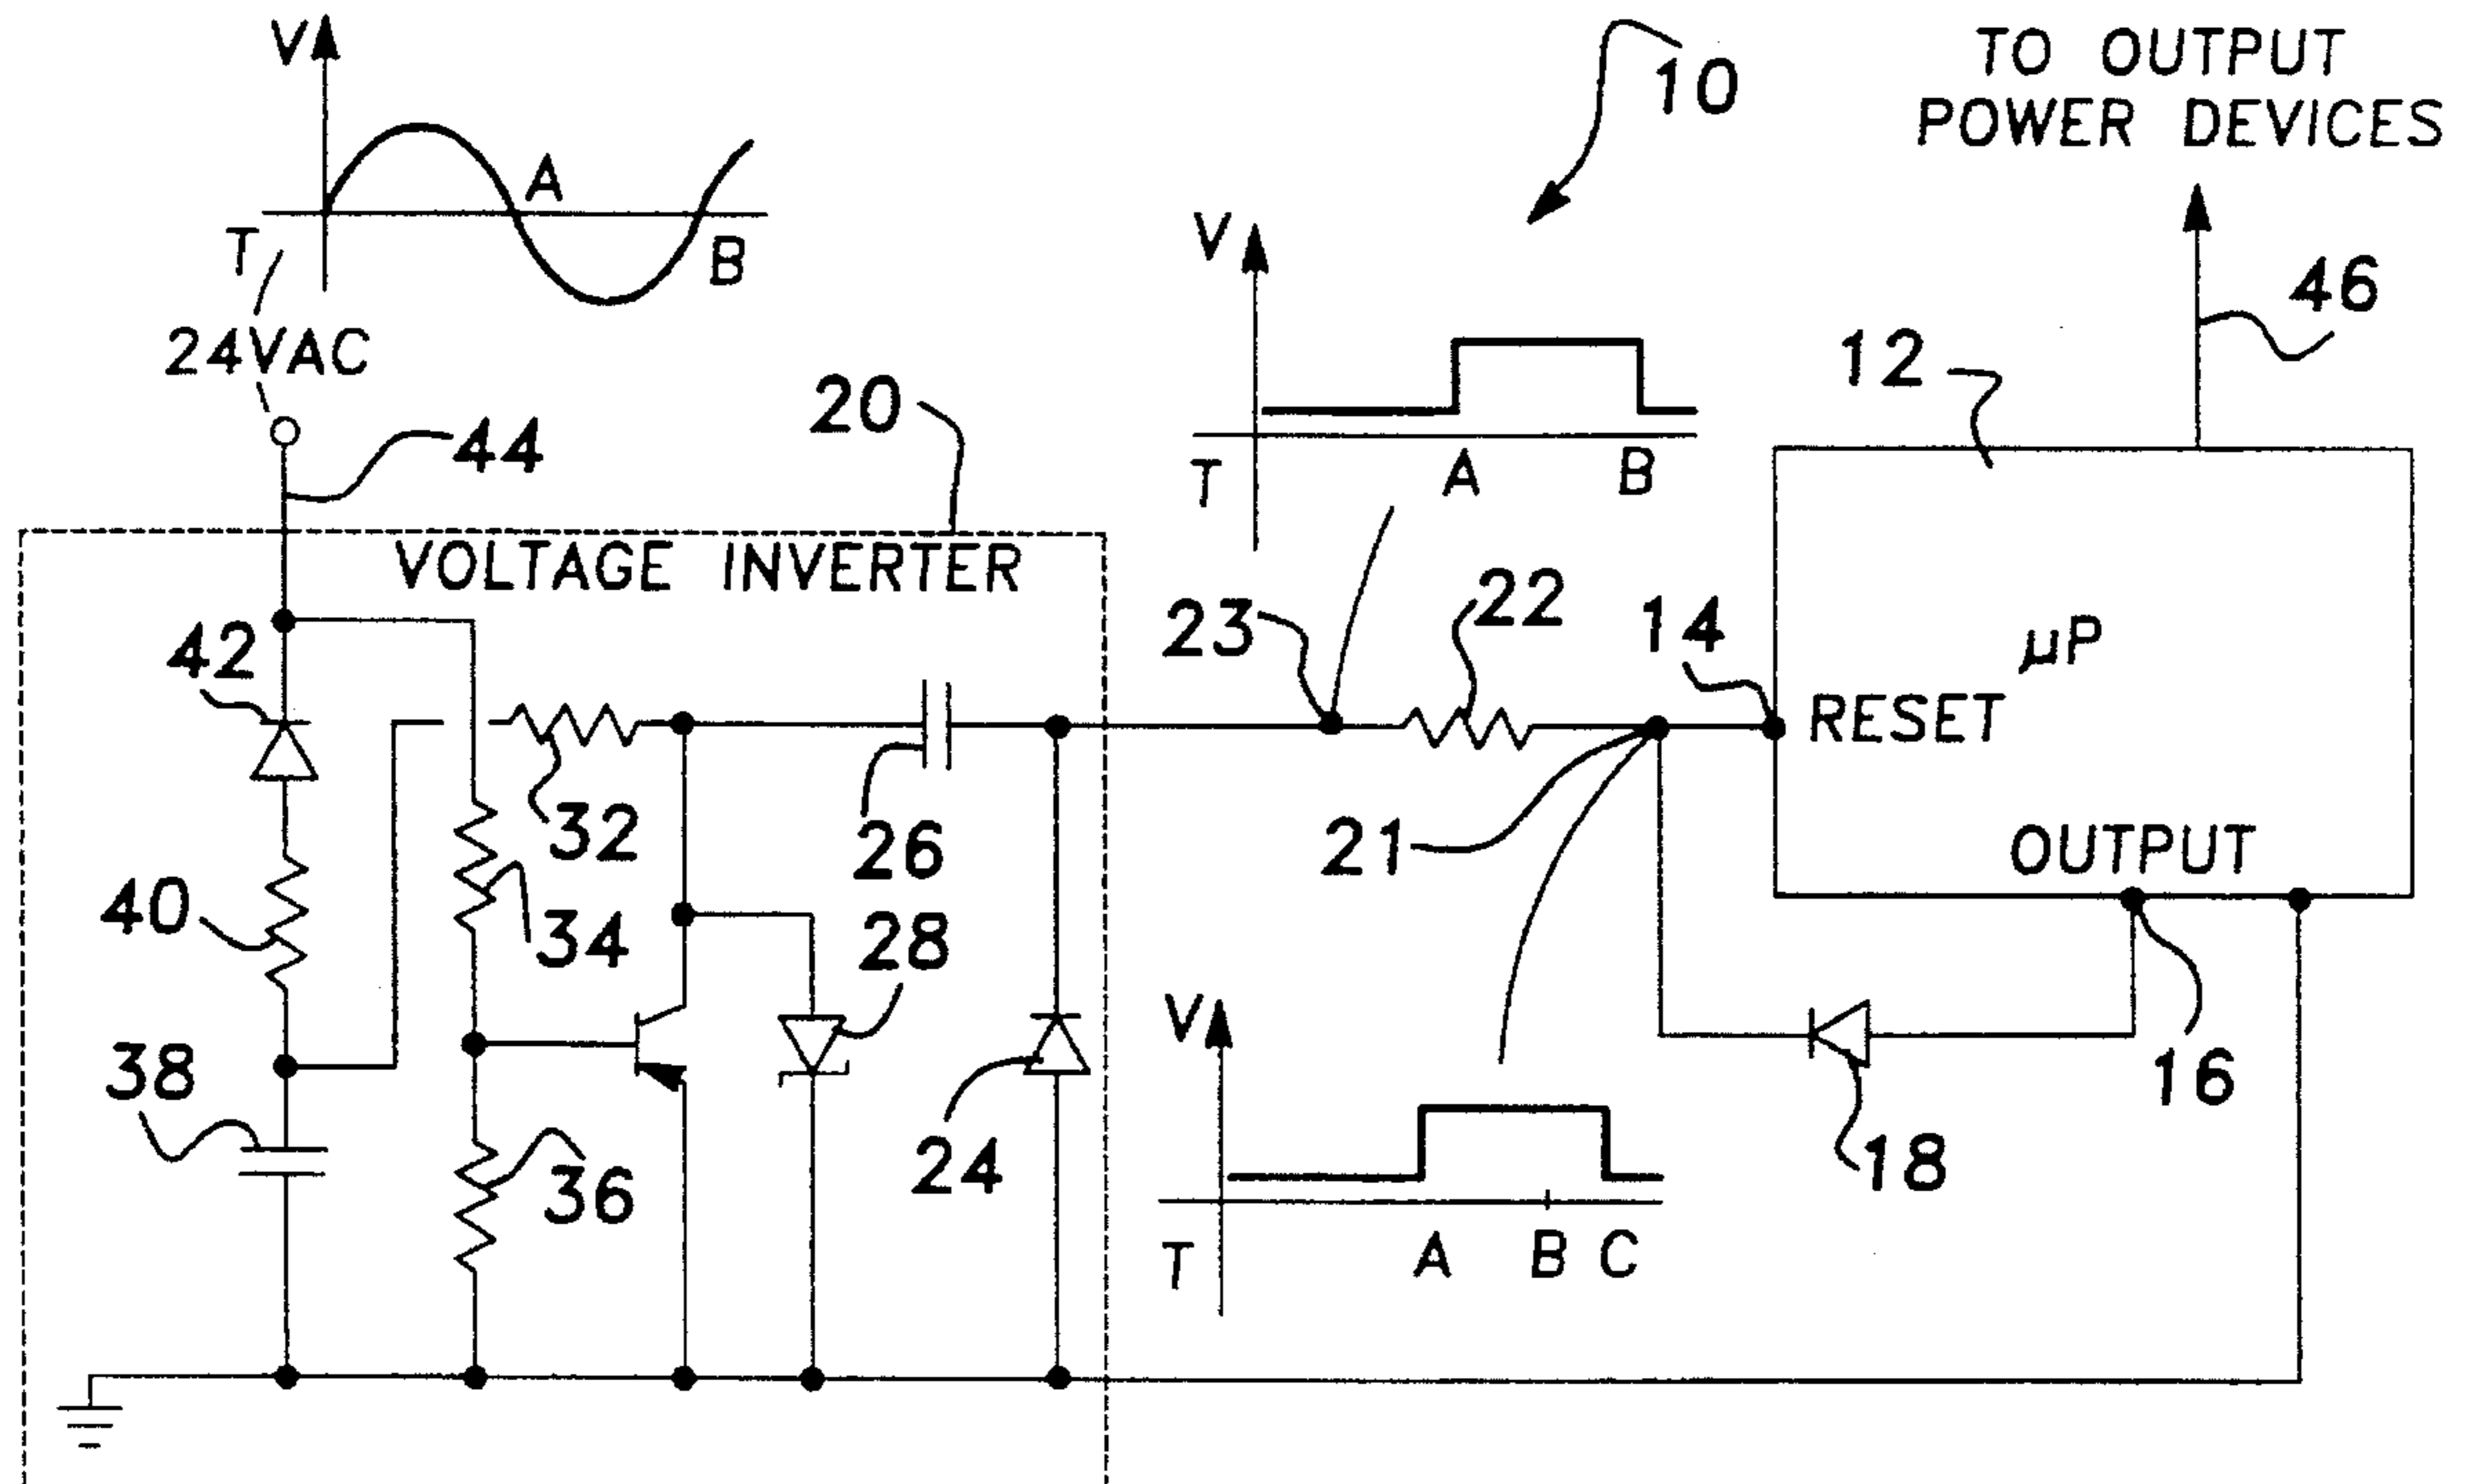 V
A
T
B
24VAC
44
10
TO OUTPUT
POWER DEVICES
46
V
T
A
B
12
20
VOLTAGE INVERTER
42
23
22
14
µP
RESET
32
26
21
OUTPUT
40
34
28
38
36
24
V
T
A
B
C
18
16